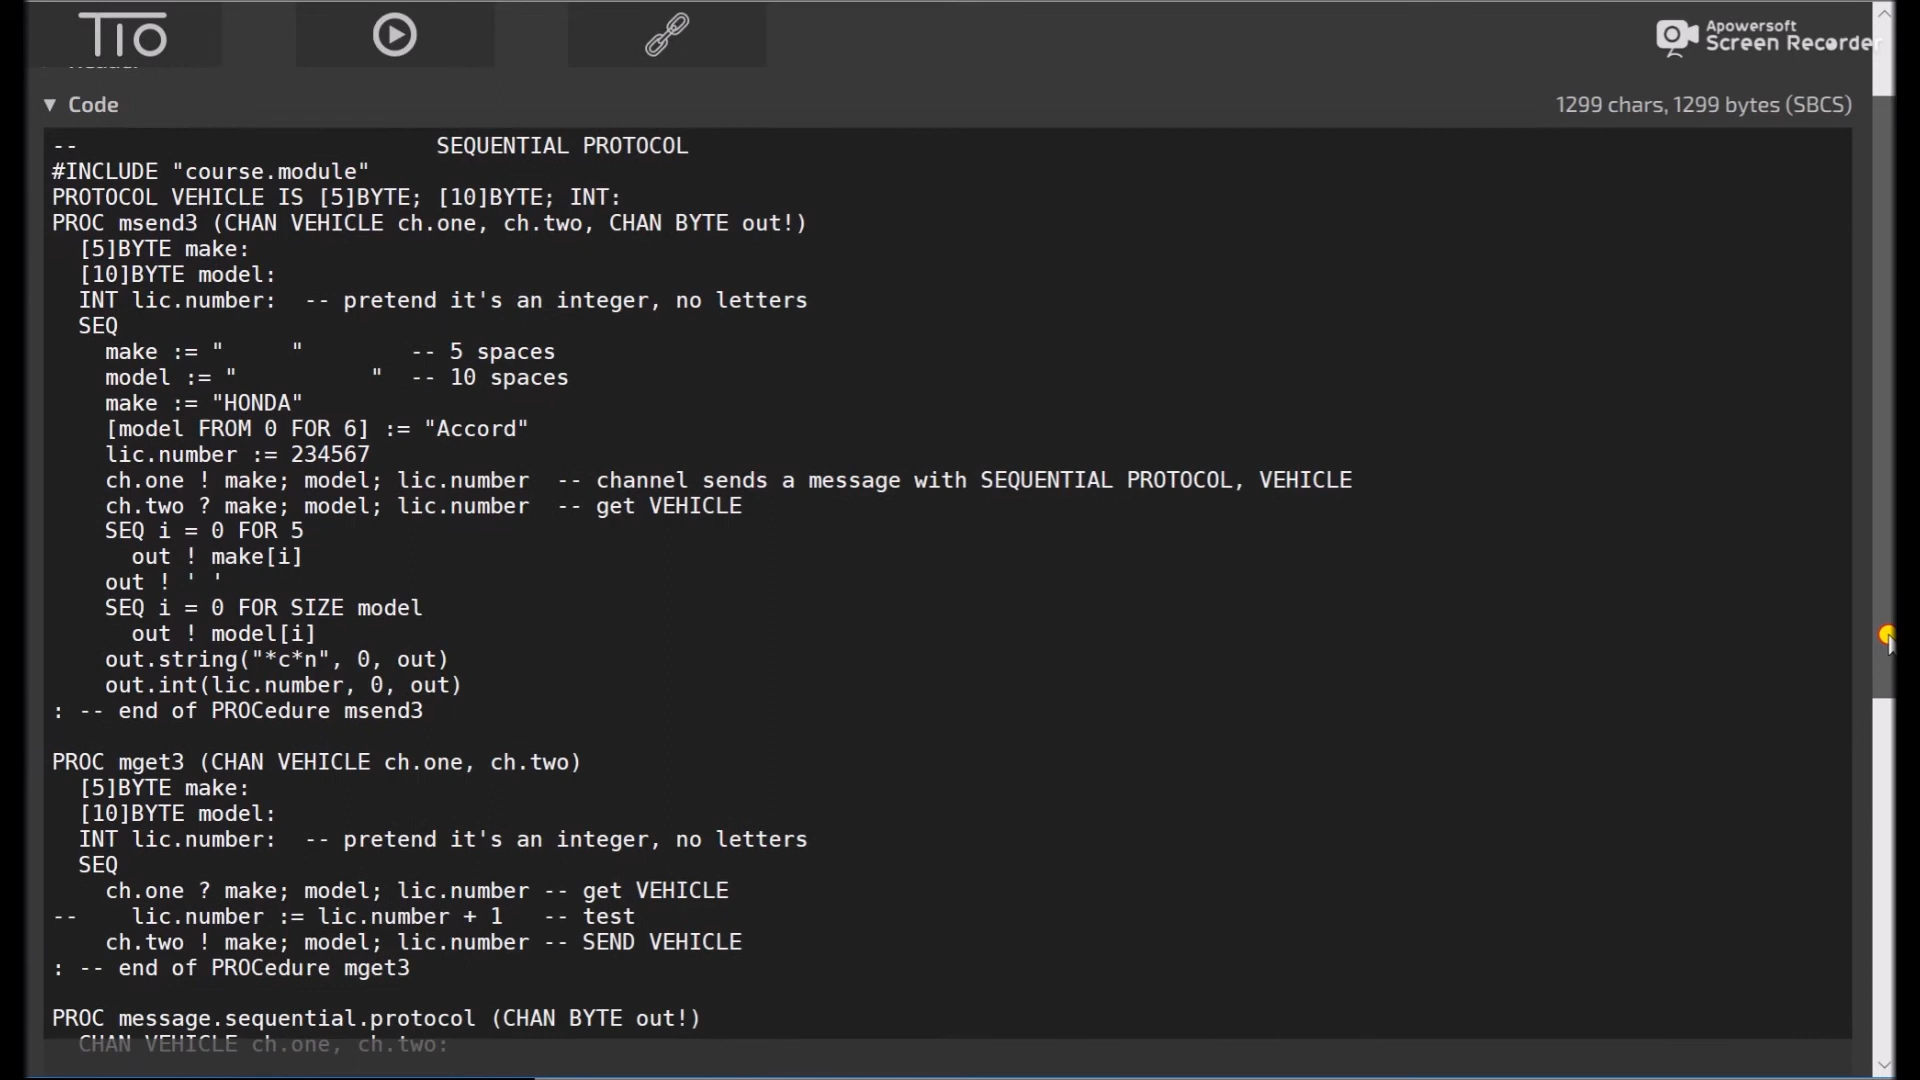 TIO
Apowersoft
Screen Recorder
▼ Code
1299 chars, 1299 bytes (SBCS)
--                           SEQUENTIAL PROTOCOL
#INCLUDE "course.module"
PROTOCOL VEHICLE IS [5]BYTE; [10]BYTE; INT:
PROC msend3 (CHAN VEHICLE ch.one, ch.two, CHAN BYTE out!)
  [5]BYTE make:
  [10]BYTE model:
  INT lic.number:  -- pretend it's an integer, no letters
  SEQ
    make := "     "        -- 5 spaces
    model := "          "  -- 10 spaces
    make := "HONDA"
    [model FROM 0 FOR 6] := "Accord"
    lic.number := 234567
    ch.one ! make; model; lic.number  -- channel sends a message with SEQUENTIAL PROTOCOL, VEHICLE
    ch.two ? make; model; lic.number  -- get VEHICLE
    SEQ i = 0 FOR 5
      out ! make[i]
    out ! ' '
    SEQ i = 0 FOR SIZE model
      out ! model[i]
    out.string("*c*n", 0, out)
    out.int(lic.number, 0, out)
: -- end of PROCedure msend3

PROC mget3 (CHAN VEHICLE ch.one, ch.two)
  [5]BYTE make:
  [10]BYTE model:
  INT lic.number:  -- pretend it's an integer, no letters
  SEQ
    ch.one ? make; model; lic.number -- get VEHICLE
--    lic.number := lic.number + 1   -- test
    ch.two ! make; model; lic.number -- SEND VEHICLE
: -- end of PROCedure mget3

PROC message.sequential.protocol (CHAN BYTE out!)
  CHAN VEHICLE ch.one, ch.two: